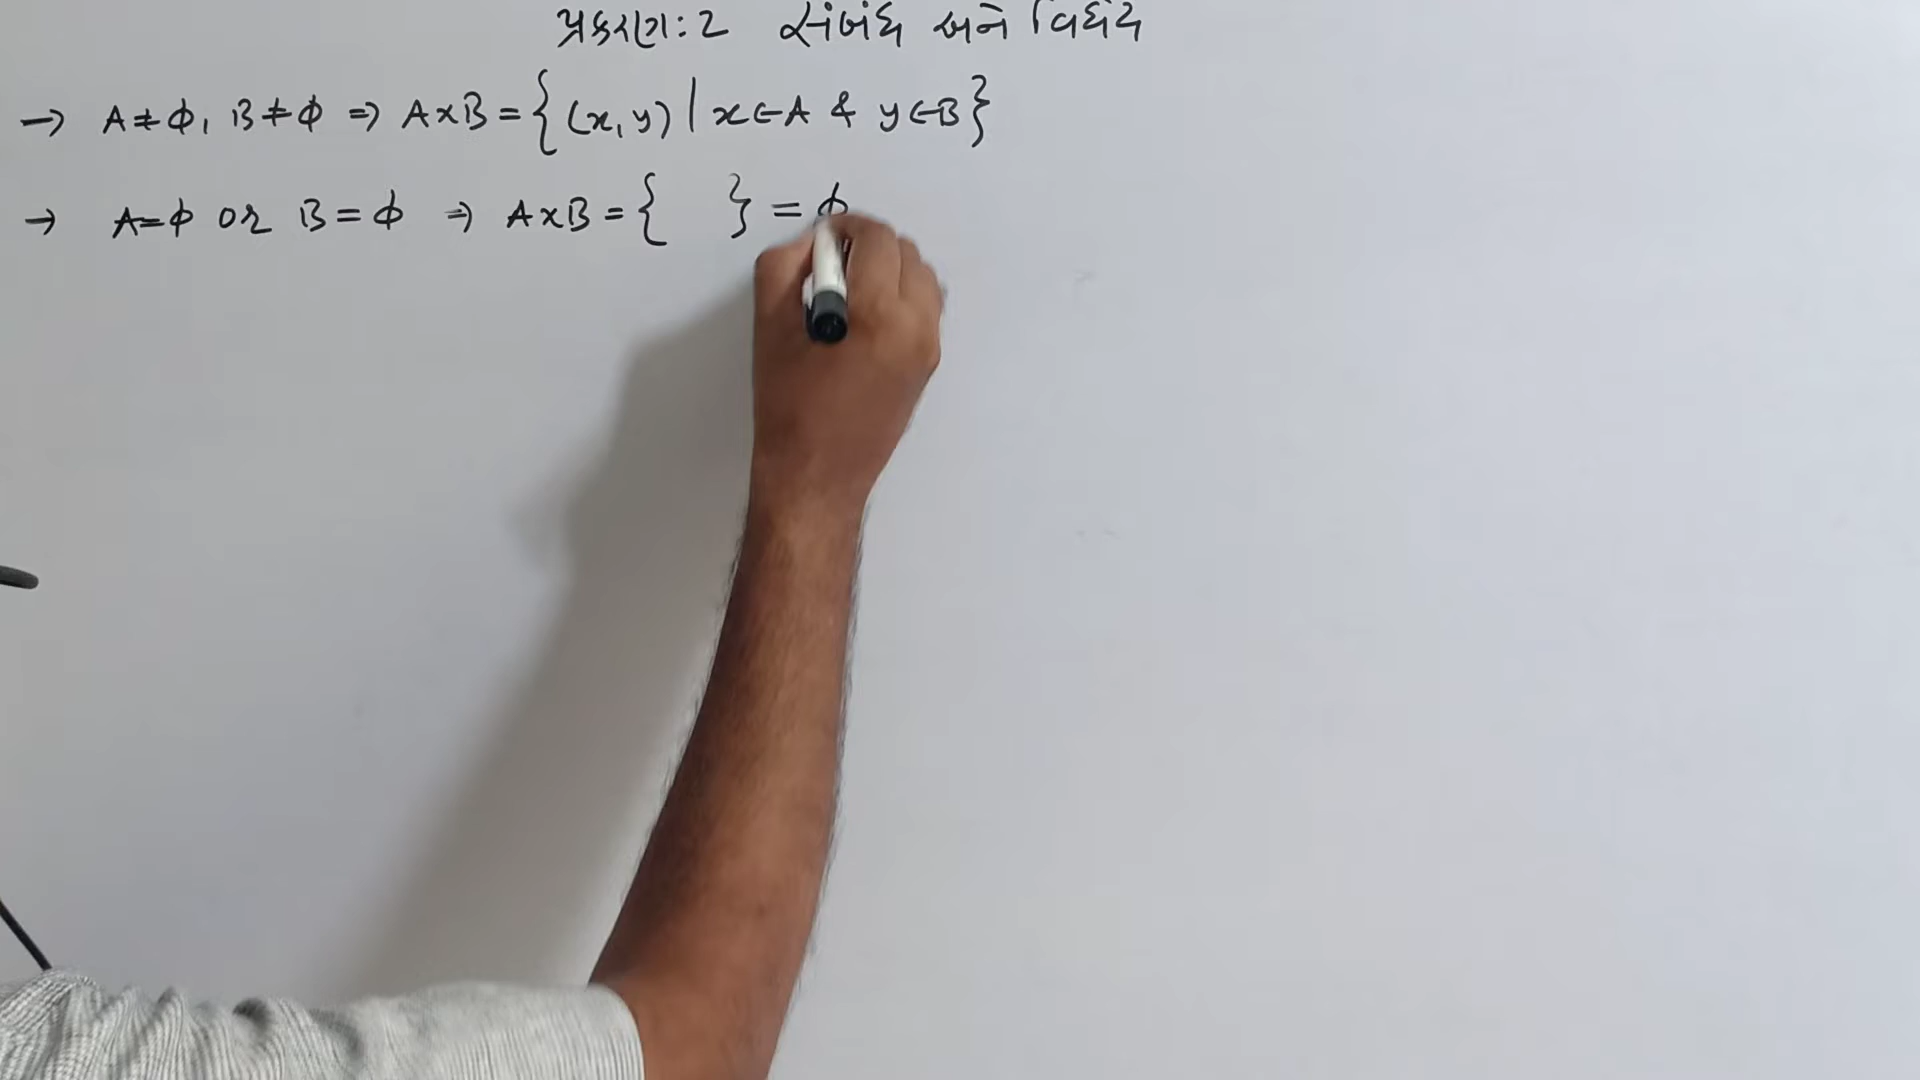 પ્રકરણ: 2 સંબંધ અને વિધેય
→ A≠ϕ, B≠ϕ ⇒ A×B = {(x, y) | x∈A & y∈B}
→ A=ϕ or B=ϕ ⇒ A×B = { } = ϕ